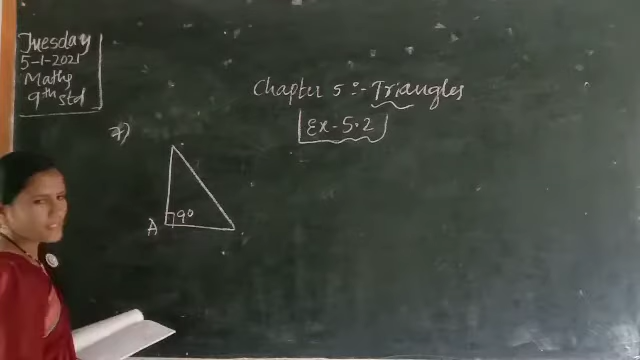 Tuesday
5-1-2021
Maths
9th std
Chapter 5 :- Triangles
Ex - 5.2
7)
A
90